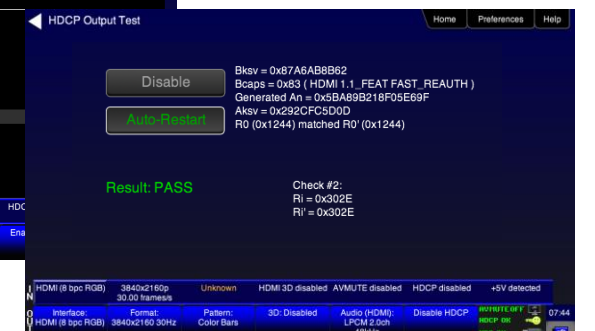 HDCP Output Test
Home Preferences Help
Disable
Auto-Restart
Bksv = 0x87A6AB8B62
Bcaps = 0x83 ( HDMI 1.1_FEAT FAST_REAUTH )
Generated An = 0x5BA89B218F05E69F
Aksv = 0x292CFC5D0D
R0 (0x1244) matched R0' (0x1244)
Result: PASS
Check #2:
Ri = 0x302E
Ri' = 0x302E
HDC
Ena
IN
HDMI (8 bpc RGB)
3840x2160p
30.00 frames/s
Unknown
HDMI 3D disabled
AVMUTE disabled
HDCP disabled
+5V detected
Interface:
HDMI (8 bpc RGB)
Format:
3840x2160 30Hz
Pattern:
Color Bars
3D: Disabled
Audio (HDMI):
LPCM 2.0ch
Disable HDCP
AVMUTE OFF
HDCP OK
07:44